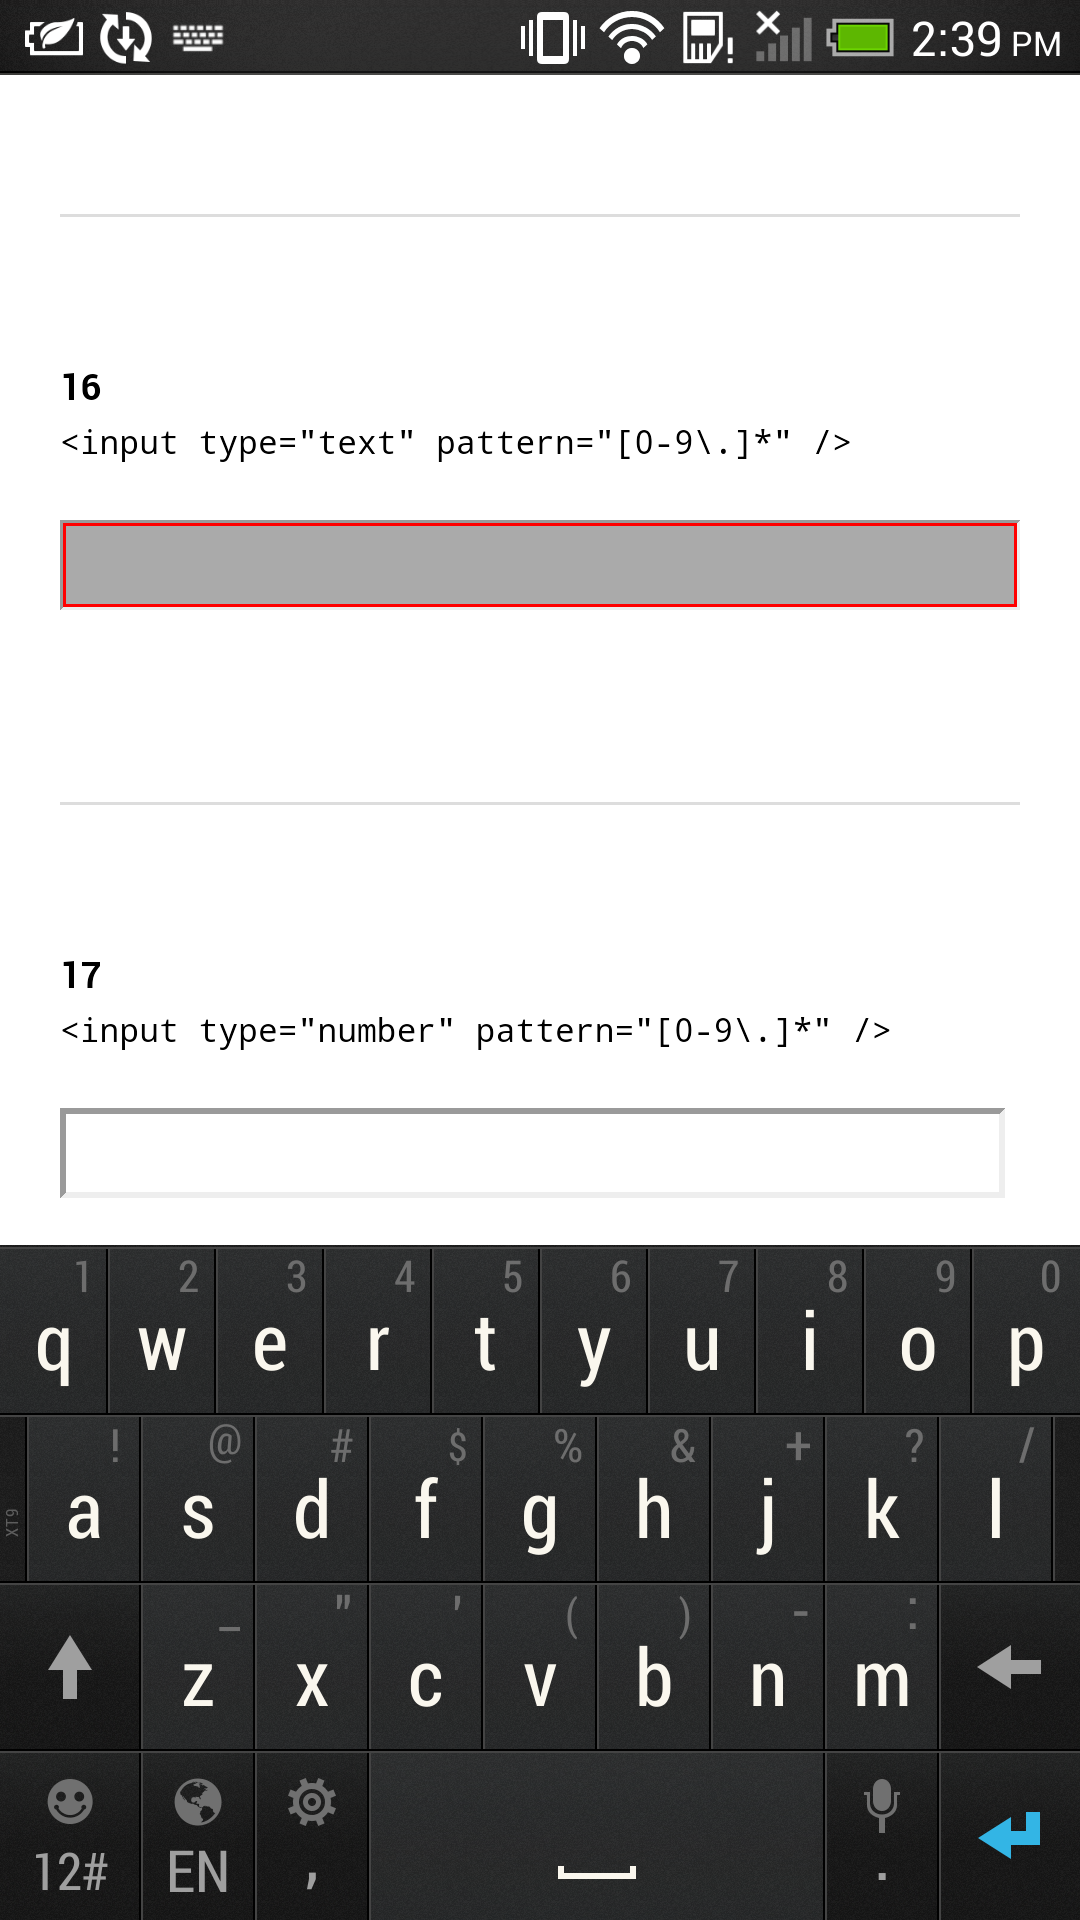 2:39 PM
16
<input type="text" pattern="[0-9\.]*" />
17
<input type="number" pattern="[0-9\.]*" />
1 2 3 4 5 6 7 8 9 0
q w e r t y u i o p
! @ # $ % & + ? /
XT9 a s d f g h j k l
_ " ' ( ) - :
z x c v b n m
12# EN , .